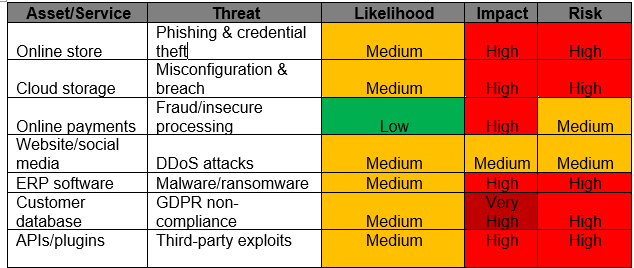 Asset/Service Threat Likelihood Impact Risk
Phishing & credential
Online store theft Medium High High
Misconfiguration &
Cloud storage breach Medium High High
Fraud/insecure
Online payments processing Low High Medium
Website/social
media DDoS attacks Medium Medium Medium
ERP software Malware/ransomware Medium High High
Customer GDPR non- Very
database compliance Medium High High
APIs/plugins Third-party exploits Medium High High